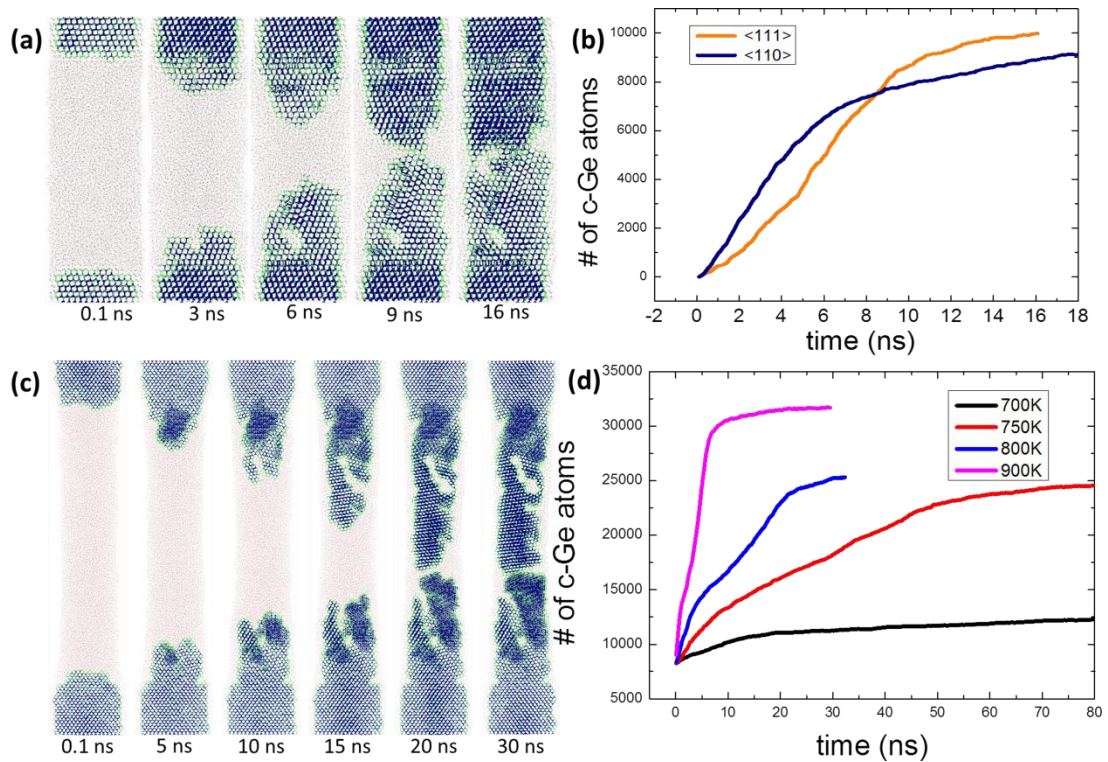 (a)
0.1 ns 3 ns 6 ns 9 ns 16 ns
(b)
<111>
<110>
# of c-Ge atoms
10000
8000
6000
4000
2000
0
-2 0 2 4 6 8 10 12 14 16 18
time (ns)
(c)
0.1 ns 5 ns 10 ns 15 ns 20 ns 30 ns
(d)
700K
750K
800K
900K
# of c-Ge atoms
35000
30000
25000
20000
15000
10000
5000
0 10 20 30 40 50 60 70 80
time (ns)